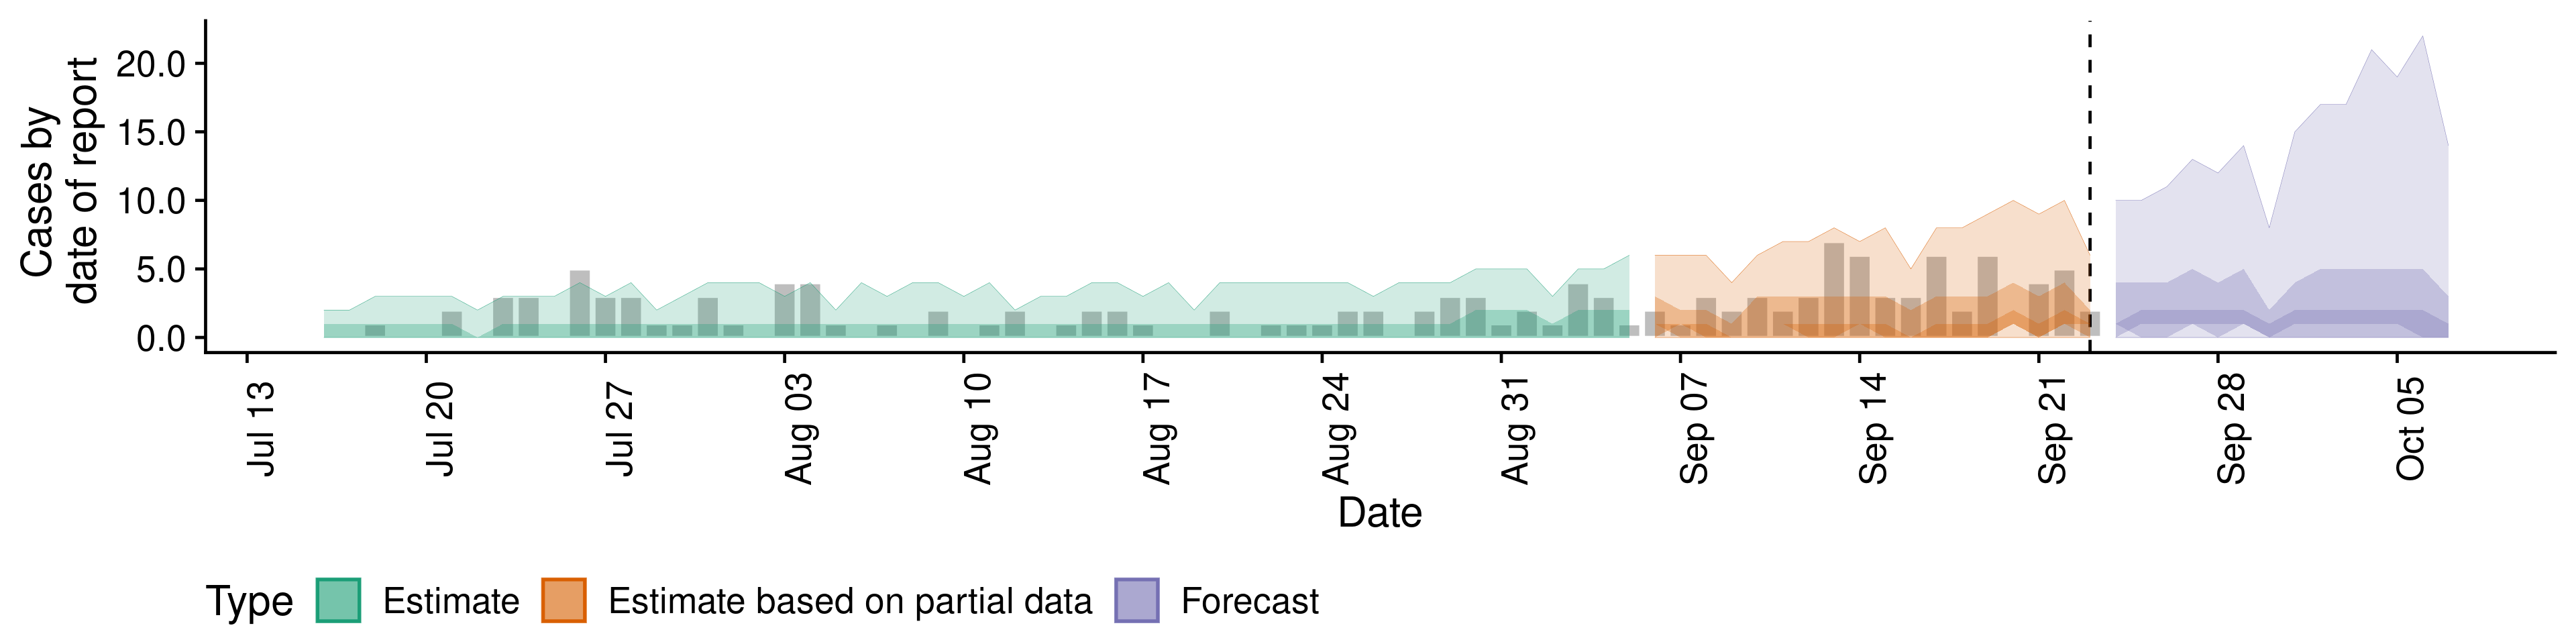 Cases by
date of report
20.0
15.0
10.0
5.0
0.0
Jul 13
Jul 20
Jul 27
Aug 03
Aug 10
Aug 17
Aug 24
Aug 31
Sep 07
Sep 14
Sep 21
Sep 28
Oct 05
Date
Type Estimate Estimate based on partial data Forecast